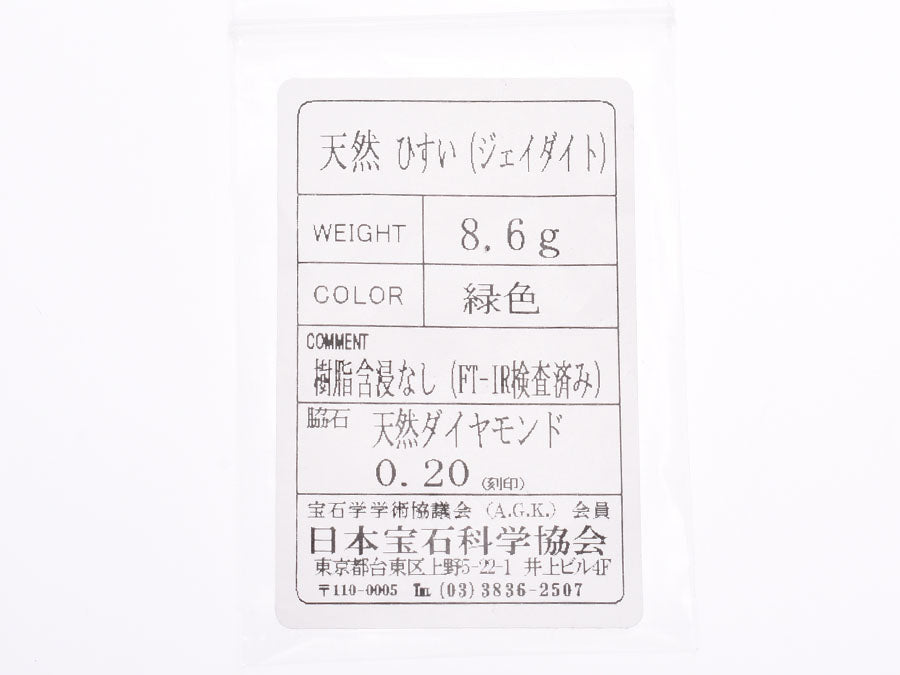 天然 ひすい (ジェイダイト)
WEIGHT 8.6g
COLOR 緑色
COMMENT
樹脂含浸なし (FT-IR検査済み)
脇石 天然ダイヤモンド
0.20 (刻印)
宝石学学術協議会 (A.G.K.) 会員
日本宝石科学協会
東京都台東区上野5-22-1 井上ビル4F
〒110-0005 ℡ (03)3836-2507